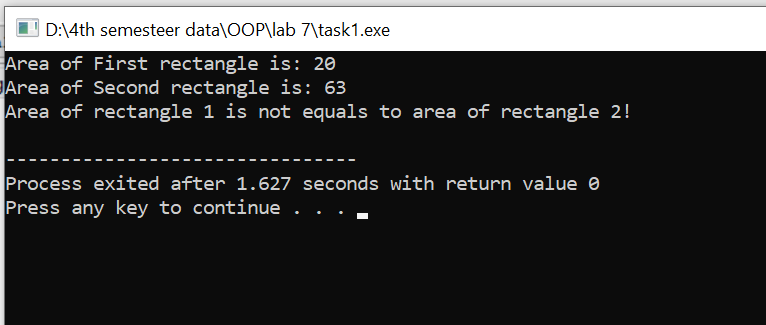 D:\4th semesteer data\OOP\lab 7\task1.exe
Area of First rectangle is: 20
Area of Second rectangle is: 63
Area of rectangle 1 is not equals to area of rectangle 2!
--------------------------------
Process exited after 1.627 seconds with return value 0
Press any key to continue . . .